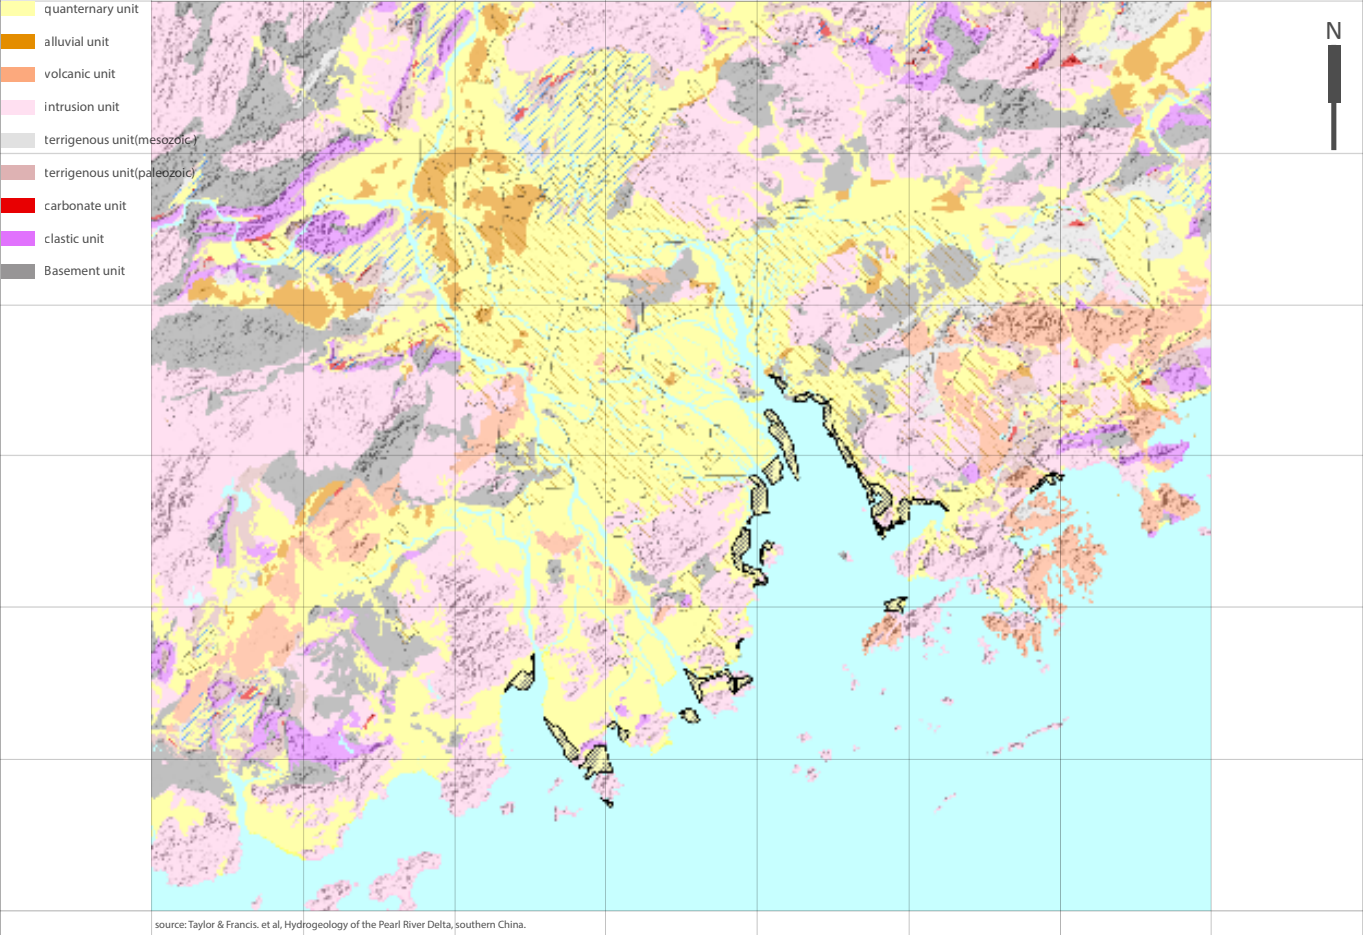 quanternary unit
alluvial unit
volcanic unit
intrusion unit
terrigenous unit(mesozoic )
terrigenous unit(paleozoic)
carbonate unit
clastic unit
Basement unit
N
source: Taylor & Francis. et al, Hydrogeology of the Pearl River Delta, southern China.